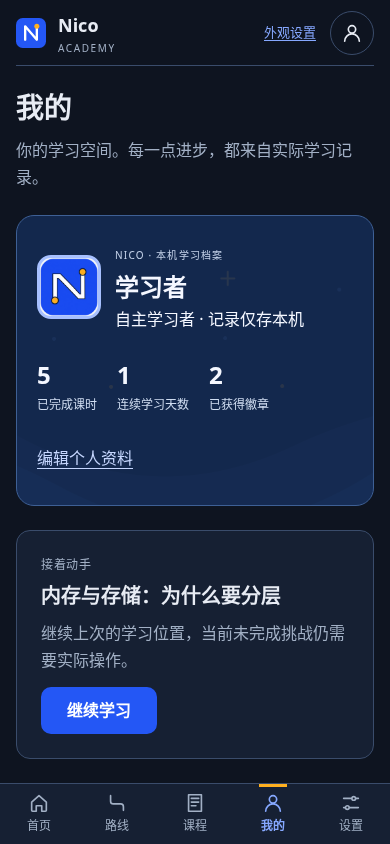 Nico
ACADEMY
外观设置
我的
你的学习空间。每一点进步，都来自实际学习记
录。
NICO · 本机学习档案
学习者
自主学习者 · 记录仅存本机
5 1 2
已完成课时 连续学习天数 已获得徽章
编辑个人资料
接着动手
内存与存储：为什么要分层
继续上次的学习位置，当前未完成挑战仍需
要实际操作。
继续学习
首页 路线 课程 我的 设置